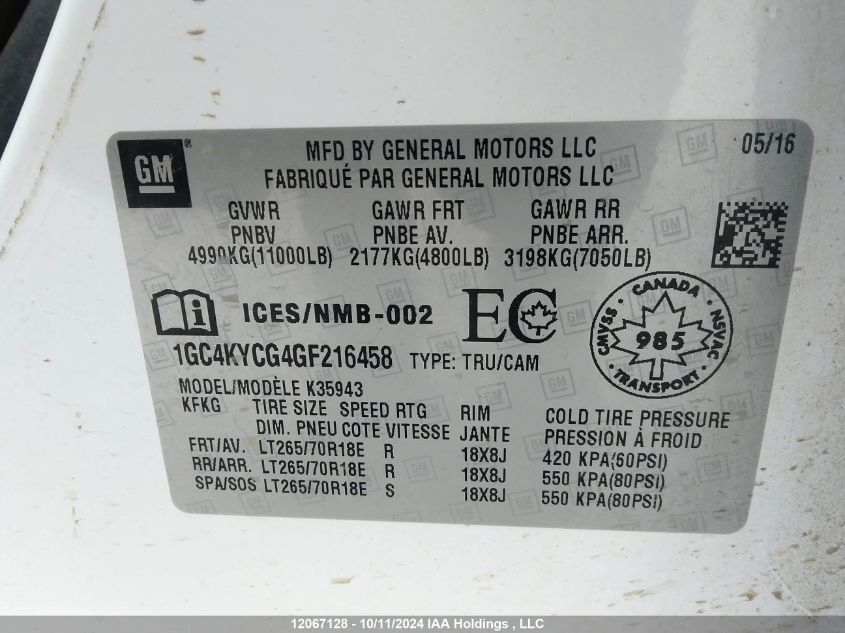 GM
®
MFD BY GENERAL MOTORS LLC
05/16
FABRIQUÉ PAR GENERAL MOTORS LLC
GVWR GAWR FRT GAWR RR
PNBV PNBE AV. PNBE ARR.
4990KG(11000LB) 2177KG(4800LB) 3198KG(7050LB)
i ICES/NMB-002 EC
CANADA
CMVSS 985 NSVAC
TRANSPORT
1GC4KYCG4GF216458 TYPE: TRU/CAM
MODEL/MODÈLE K35943
KFKG TIRE SIZE SPEED RTG RIM COLD TIRE PRESSURE
DIM. PNEU COTE VITESSE JANTE PRESSION À FROID
FRT/AV. LT265/70R18E R 18X8J 420 KPA(60PSI)
RR/ARR. LT265/70R18E R 18X8J 550 KPA(80PSI)
SPA/SOS LT265/70R18E S 18X8J 550 KPA(80PSI)
12067128 - 10/11/2024 IAA Holdings , LLC